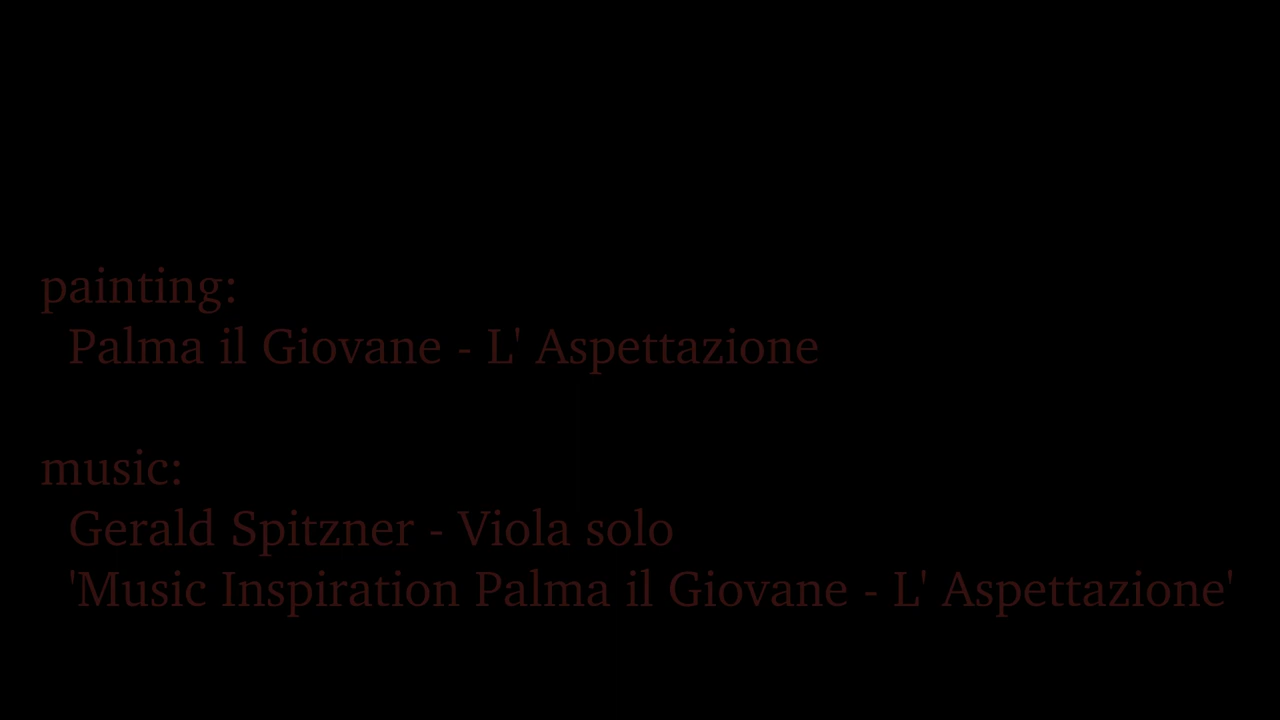 painting:
Palma il Giovane - L' Aspettazione
music:
Gerald Spitzner - Viola solo
'Music Inspiration Palma il Giovane - L' Aspettazione'